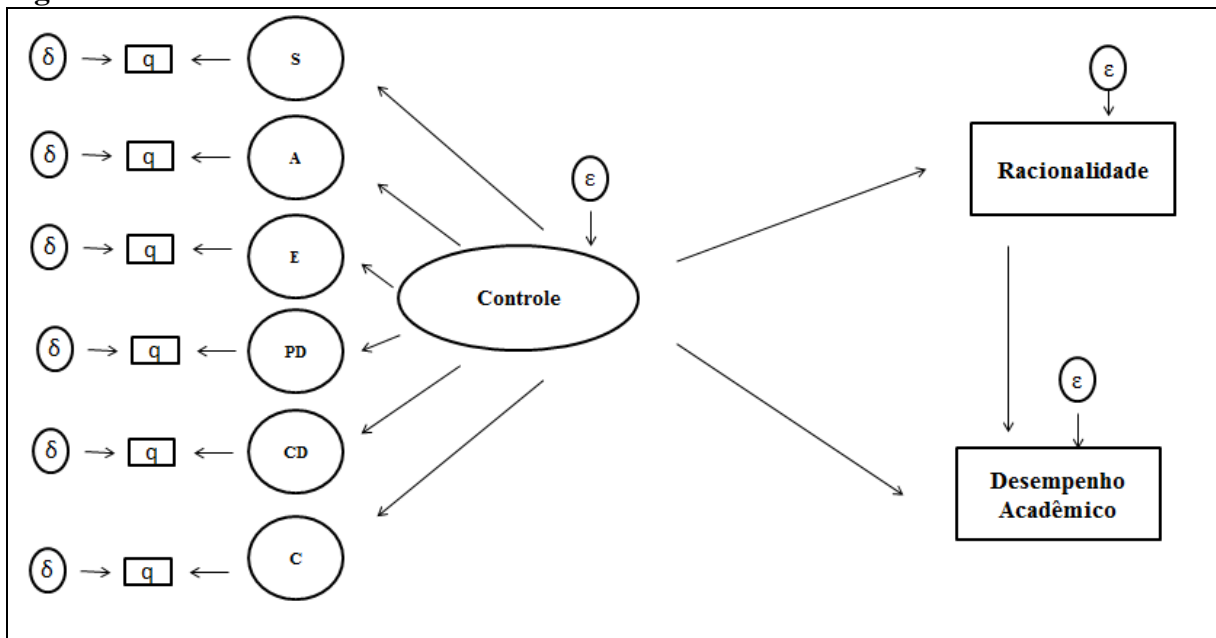 δ q S
ε
δ q A
Racionalidade
ε
δ q E
Controle
δ q PD
ε
δ q CD
Desempenho
Acadêmico
δ q C